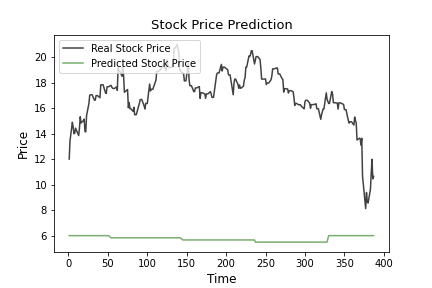 Stock Price Prediction
Real Stock Price
Predicted Stock Price
Price
20
18
16
14
12
10
8
6
0 50 100 150 200 250 300 350 400
Time